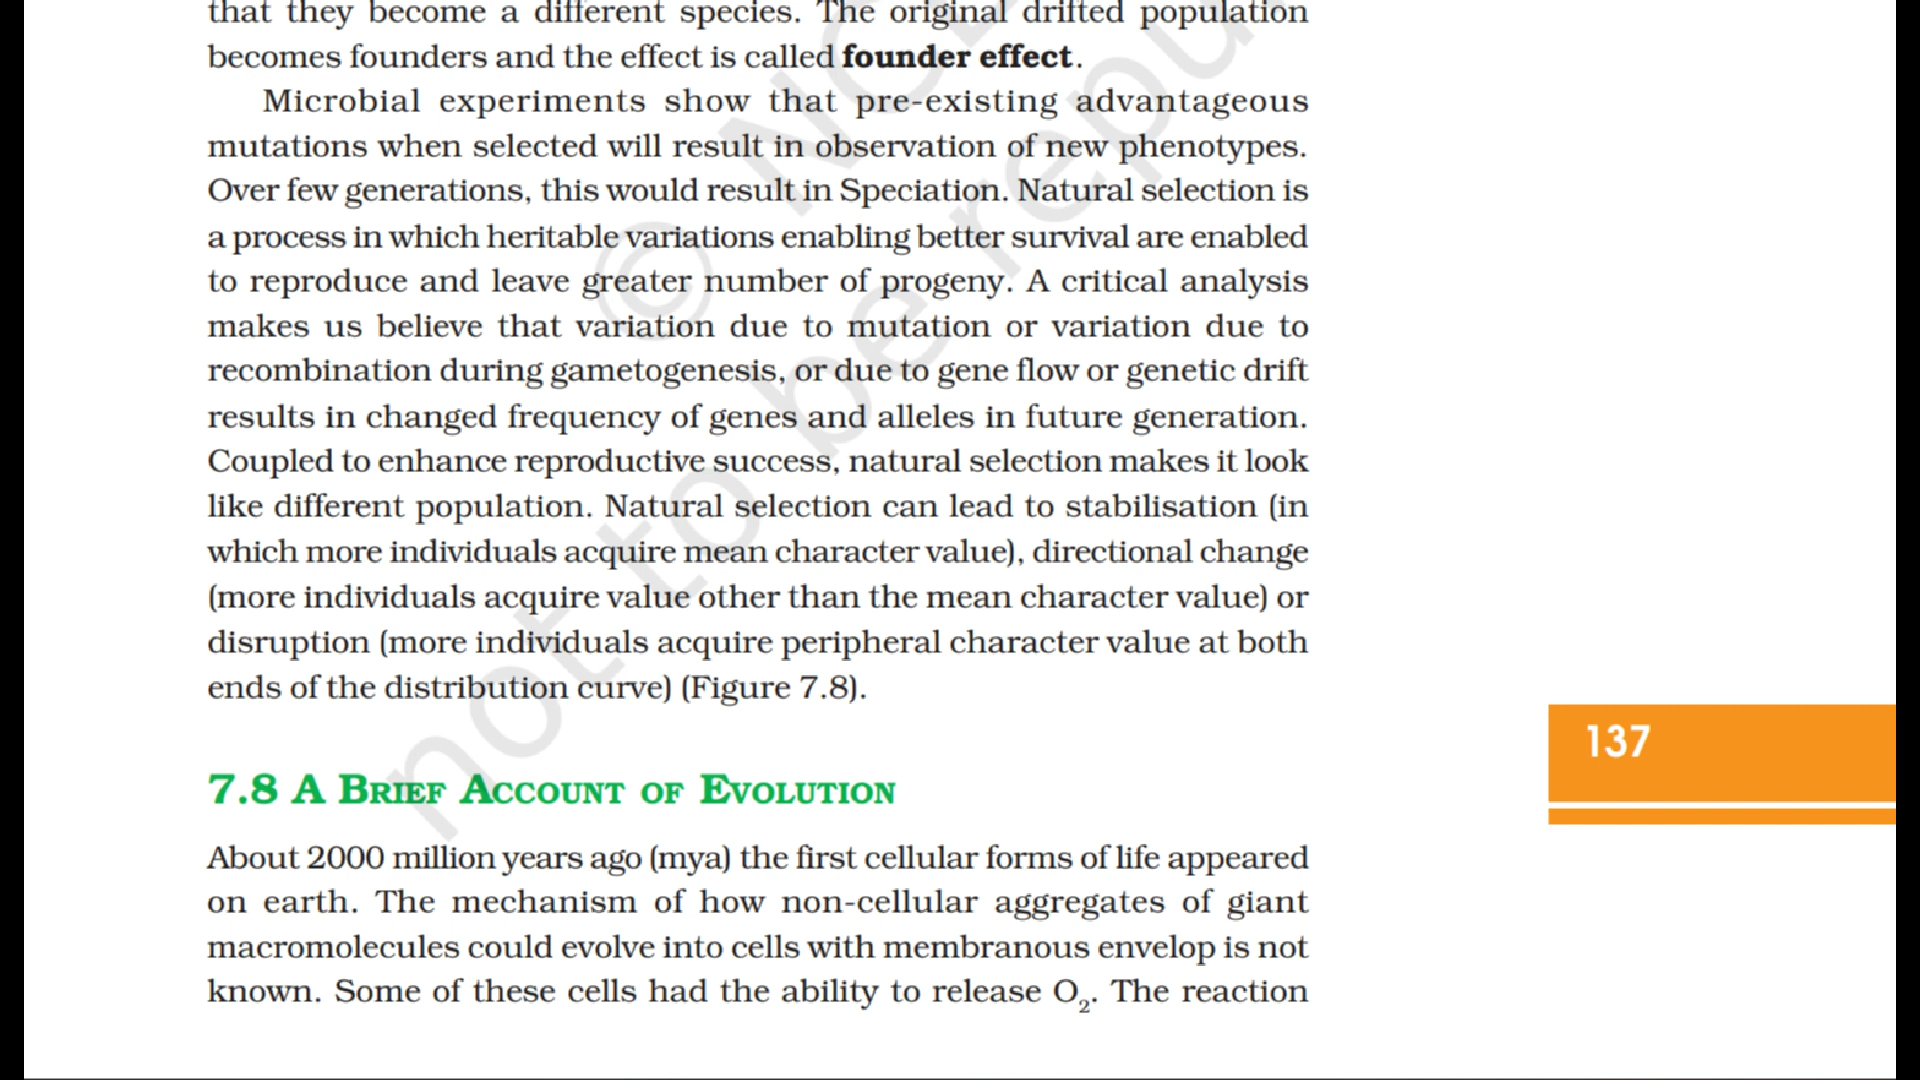 that they become a different species. The original drifted population
becomes founders and the effect is called founder effect.
Microbial experiments show that pre-existing advantageous
mutations when selected will result in observation of new phenotypes.
Over few generations, this would result in Speciation. Natural selection is
a process in which heritable variations enabling better survival are enabled
to reproduce and leave greater number of progeny. A critical analysis
makes us believe that variation due to mutation or variation due to
recombination during gametogenesis, or due to gene flow or genetic drift
results in changed frequency of genes and alleles in future generation.
Coupled to enhance reproductive success, natural selection makes it look
like different population. Natural selection can lead to stabilisation (in
which more individuals acquire mean character value), directional change
(more individuals acquire value other than the mean character value) or
disruption (more individuals acquire peripheral character value at both
ends of the distribution curve) (Figure 7.8).
137
7.8 A Brief Account of Evolution
About 2000 million years ago (mya) the first cellular forms of life appeared
on earth. The mechanism of how non-cellular aggregates of giant
macromolecules could evolve into cells with membranous envelop is not
known. Some of these cells had the ability to release O₂. The reaction
© NC
not to be repu